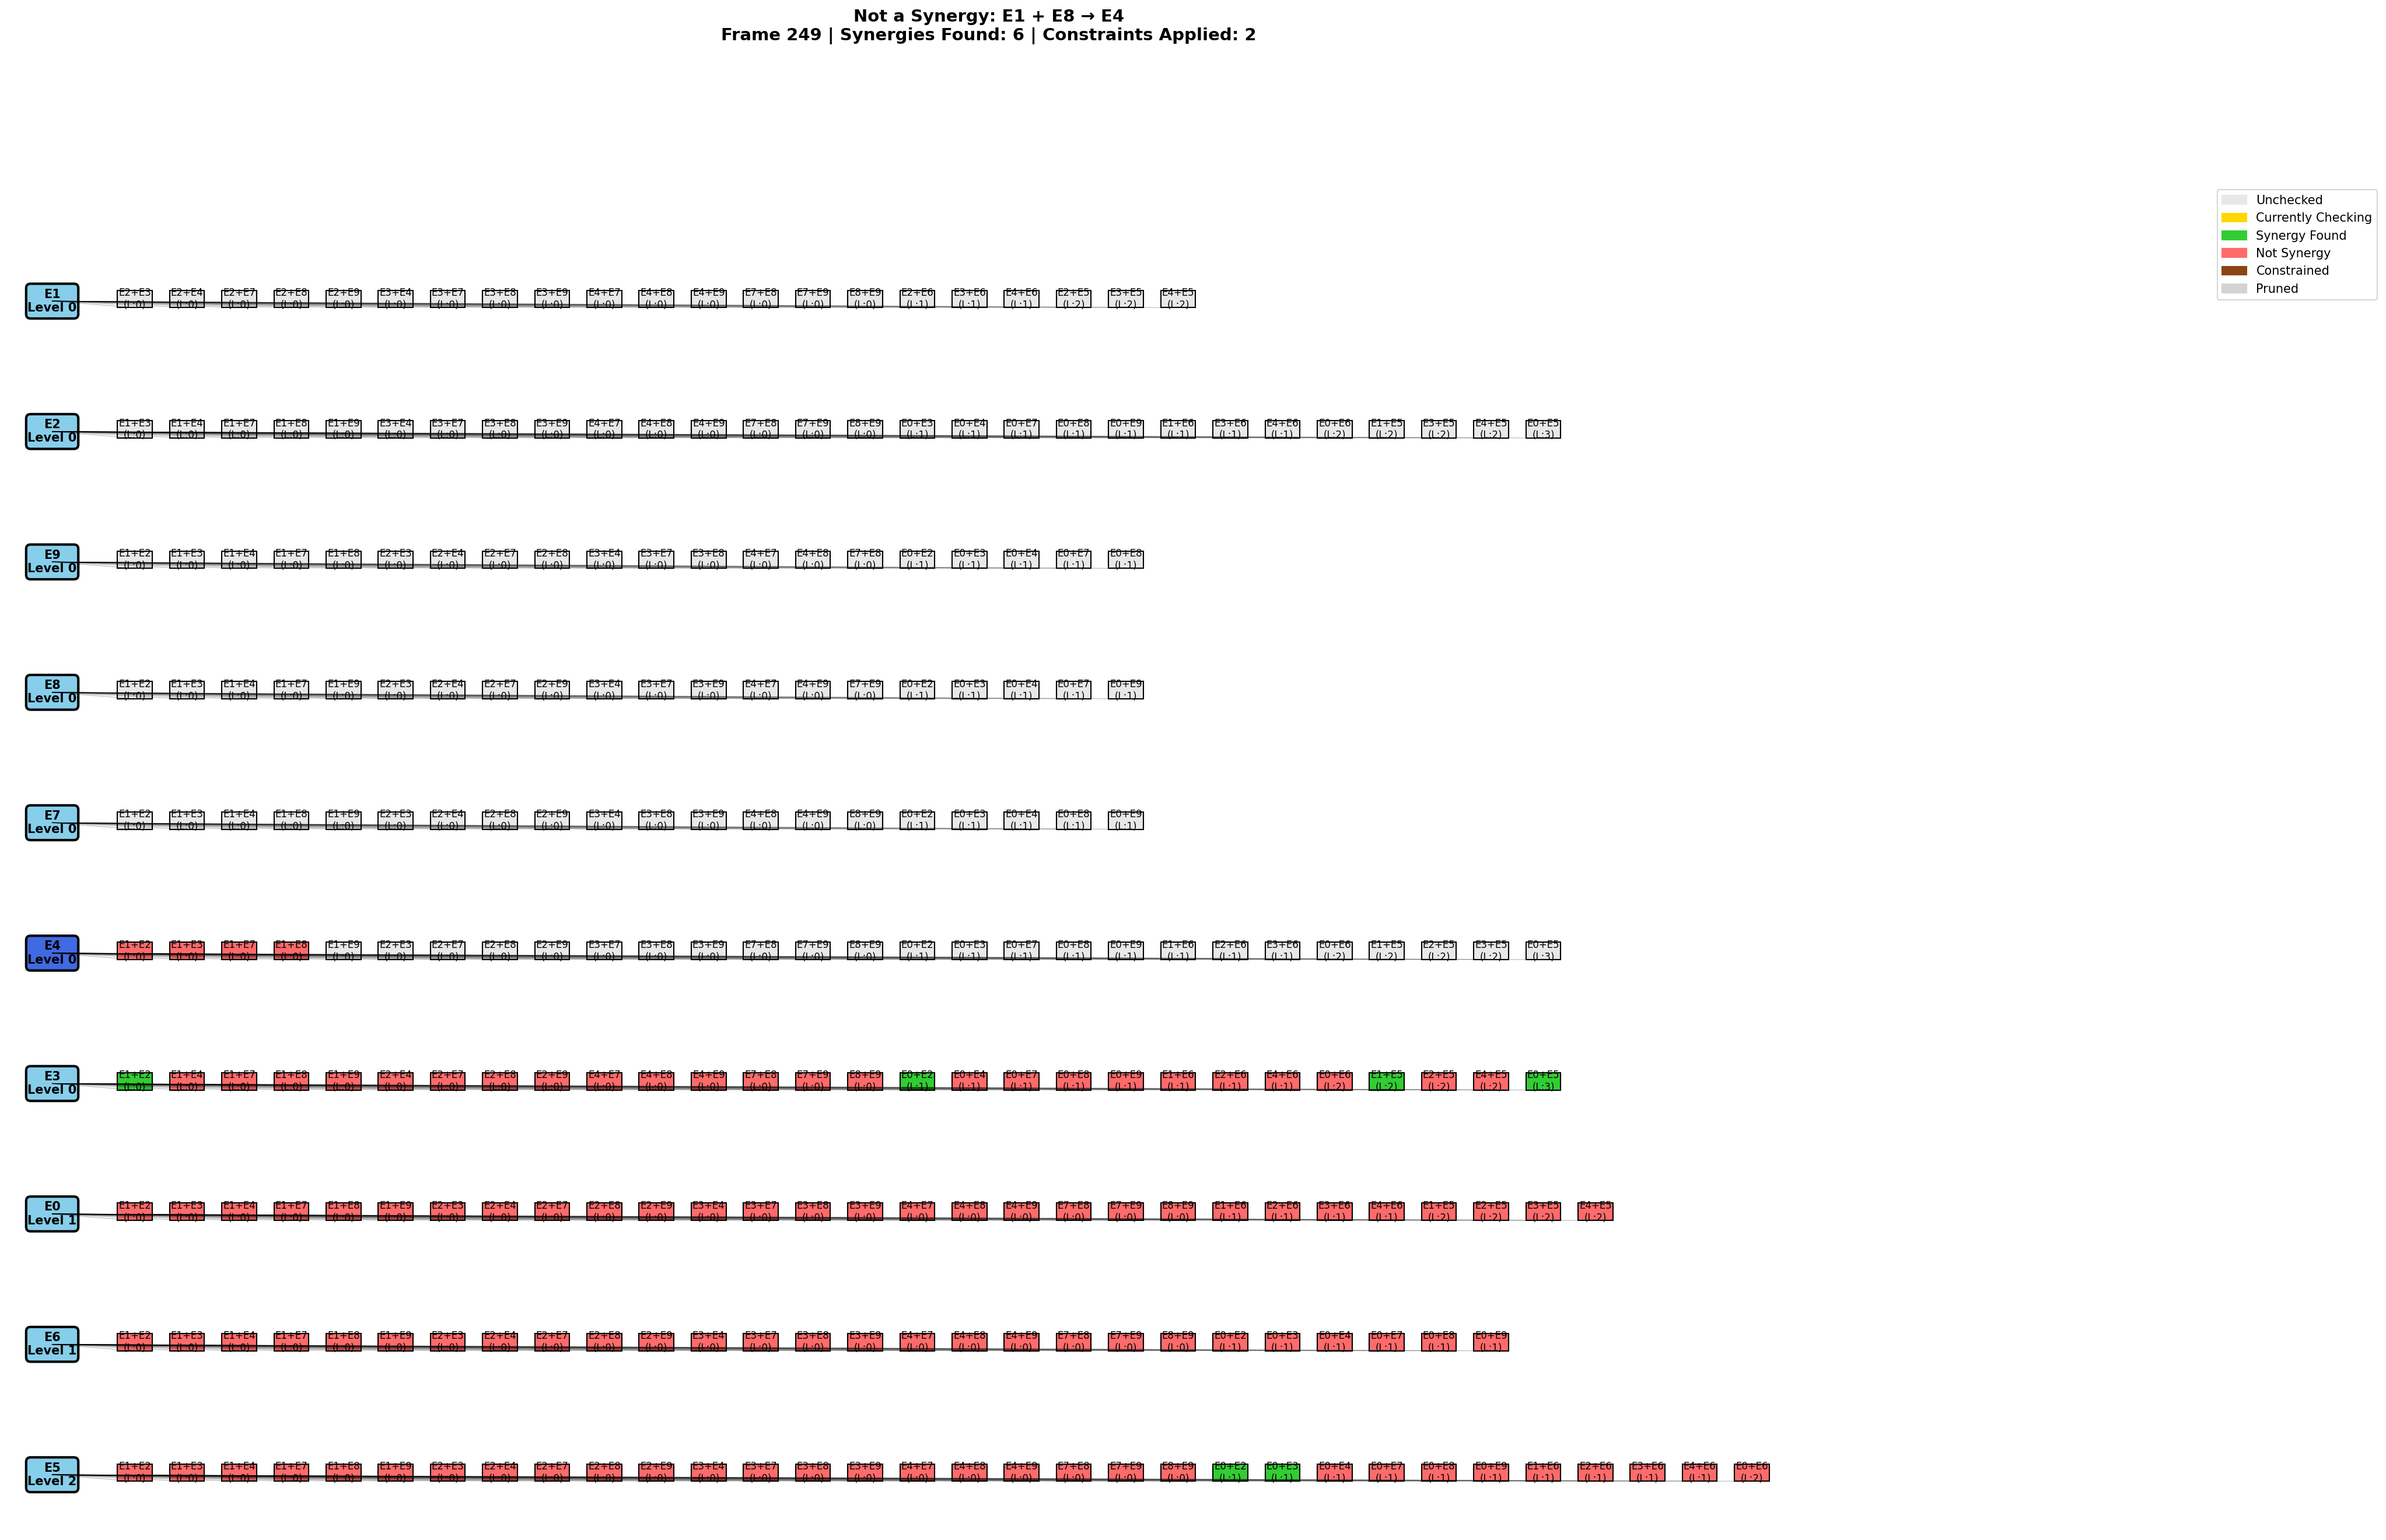 Not a Synergy: E1 + E8 → E4
Frame 249 | Synergies Found: 6 | Constraints Applied: 2
Unchecked
Currently Checking
Synergy Found
Not Synergy
Constrained
Pruned
E1 E2+E3 E2+E4 E2+E7 E2+E8 E2+E9 E3+E4 E3+E7 E3+E8 E3+E9 E4+E7 E4+E8 E4+E9 E7+E8 E7+E9 E8+E9 E2+E6 E3+E6 E4+E6 E2+E5 E3+E5 E4+E5
Level 0 (L:0) (L:0) (L:0) (L:0) (L:0) (L:0) (L:0) (L:0) (L:0) (L:0) (L:0) (L:0) (L:0) (L:0) (L:0) (L:1) (L:1) (L:1) (L:2) (L:2) (L:2)
E2 E1+E3 E1+E4 E1+E7 E1+E8 E1+E9 E3+E4 E3+E7 E3+E8 E3+E9 E4+E7 E4+E8 E4+E9 E7+E8 E7+E9 E8+E9 E0+E3 E0+E4 E0+E7 E0+E8 E0+E9 E1+E6 E3+E6 E4+E6 E0+E6 E1+E5 E3+E5 E4+E5 E0+E5
Level 0 (L:0) (L:0) (L:0) (L:0) (L:0) (L:0) (L:0) (L:0) (L:0) (L:0) (L:0) (L:0) (L:0) (L:0) (L:0) (L:1) (L:1) (L:1) (L:1) (L:1) (L:1) (L:1) (L:1) (L:2) (L:2) (L:2) (L:2) (L:3)
E9 E1+E2 E1+E3 E1+E4 E1+E7 E1+E8 E2+E3 E2+E4 E2+E7 E2+E8 E3+E4 E3+E7 E3+E8 E4+E7 E4+E8 E7+E8 E0+E2 E0+E3 E0+E4 E0+E7 E0+E8
Level 0 (L:0) (L:0) (L:0) (L:0) (L:0) (L:0) (L:0) (L:0) (L:0) (L:0) (L:0) (L:0) (L:0) (L:0) (L:0) (L:1) (L:1) (L:1) (L:1) (L:1)
E8 E1+E2 E1+E3 E1+E4 E1+E7 E1+E9 E2+E3 E2+E4 E2+E7 E2+E9 E3+E4 E3+E7 E3+E9 E4+E7 E4+E9 E7+E9 E0+E2 E0+E3 E0+E4 E0+E7 E0+E9
Level 0 (L:0) (L:0) (L:0) (L:0) (L:0) (L:0) (L:0) (L:0) (L:0) (L:0) (L:0) (L:0) (L:0) (L:0) (L:0) (L:1) (L:1) (L:1) (L:1) (L:1)
E7 E1+E2 E1+E3 E1+E4 E1+E8 E1+E9 E2+E3 E2+E4 E2+E8 E2+E9 E3+E4 E3+E8 E3+E9 E4+E8 E4+E9 E8+E9 E0+E2 E0+E3 E0+E4 E0+E8 E0+E9
Level 0 (L:0) (L:0) (L:0) (L:0) (L:0) (L:0) (L:0) (L:0) (L:0) (L:0) (L:0) (L:0) (L:0) (L:0) (L:0) (L:1) (L:1) (L:1) (L:1) (L:1)
E4 E1+E2 E1+E3 E1+E7 E1+E8 E1+E9 E2+E3 E2+E7 E2+E8 E2+E9 E3+E7 E3+E8 E3+E9 E7+E8 E7+E9 E8+E9 E0+E2 E0+E3 E0+E7 E0+E8 E0+E9 E1+E6 E2+E6 E3+E6 E0+E6 E1+E5 E2+E5 E3+E5 E0+E5
Level 0 (L:0) (L:0) (L:0) (L:0) (L:0) (L:0) (L:0) (L:0) (L:0) (L:0) (L:0) (L:0) (L:0) (L:0) (L:0) (L:1) (L:1) (L:1) (L:1) (L:1) (L:1) (L:1) (L:1) (L:2) (L:2) (L:2) (L:2) (L:3)
E3 E1+E2 E1+E4 E1+E7 E1+E8 E1+E9 E2+E4 E2+E7 E2+E8 E2+E9 E4+E7 E4+E8 E4+E9 E7+E8 E7+E9 E8+E9 E0+E2 E0+E4 E0+E7 E0+E8 E0+E9 E1+E6 E2+E6 E4+E6 E0+E6 E1+E5 E2+E5 E4+E5 E0+E5
Level 0 (L:0) (L:0) (L:0) (L:0) (L:0) (L:0) (L:0) (L:0) (L:0) (L:0) (L:0) (L:0) (L:0) (L:0) (L:0) (L:1) (L:1) (L:1) (L:1) (L:1) (L:1) (L:1) (L:1) (L:2) (L:2) (L:2) (L:2) (L:3)
E0 E1+E2 E1+E3 E1+E4 E1+E7 E1+E8 E1+E9 E2+E3 E2+E4 E2+E7 E2+E8 E2+E9 E3+E4 E3+E7 E3+E8 E3+E9 E4+E7 E4+E8 E4+E9 E7+E8 E7+E9 E8+E9 E1+E6 E2+E6 E3+E6 E4+E6 E1+E5 E2+E5 E3+E5 E4+E5
Level 1 (L:0) (L:0) (L:0) (L:0) (L:0) (L:0) (L:0) (L:0) (L:0) (L:0) (L:0) (L:0) (L:0) (L:0) (L:0) (L:0) (L:0) (L:0) (L:0) (L:0) (L:0) (L:1) (L:1) (L:1) (L:1) (L:2) (L:2) (L:2) (L:2)
E6 E1+E2 E1+E3 E1+E4 E1+E7 E1+E8 E1+E9 E2+E3 E2+E4 E2+E7 E2+E8 E2+E9 E3+E4 E3+E7 E3+E8 E3+E9 E4+E7 E4+E8 E4+E9 E7+E8 E7+E9 E8+E9 E0+E2 E0+E3 E0+E4 E0+E7 E0+E8 E0+E9
Level 1 (L:0) (L:0) (L:0) (L:0) (L:0) (L:0) (L:0) (L:0) (L:0) (L:0) (L:0) (L:0) (L:0) (L:0) (L:0) (L:0) (L:0) (L:0) (L:0) (L:0) (L:0) (L:1) (L:1) (L:1) (L:1) (L:1) (L:1)
E5 E1+E2 E1+E3 E1+E4 E1+E7 E1+E8 E1+E9 E2+E3 E2+E4 E2+E7 E2+E8 E2+E9 E3+E4 E3+E7 E3+E8 E3+E9 E4+E7 E4+E8 E4+E9 E7+E8 E7+E9 E8+E9 E0+E2 E0+E3 E0+E4 E0+E7 E0+E8 E0+E9 E1+E6 E2+E6 E3+E6 E4+E6 E0+E6
Level 2 (L:0) (L:0) (L:0) (L:0) (L:0) (L:0) (L:0) (L:0) (L:0) (L:0) (L:0) (L:0) (L:0) (L:0) (L:0) (L:0) (L:0) (L:0) (L:0) (L:0) (L:0) (L:1) (L:1) (L:1) (L:1) (L:1) (L:1) (L:1) (L:1) (L:1) (L:1) (L:2)